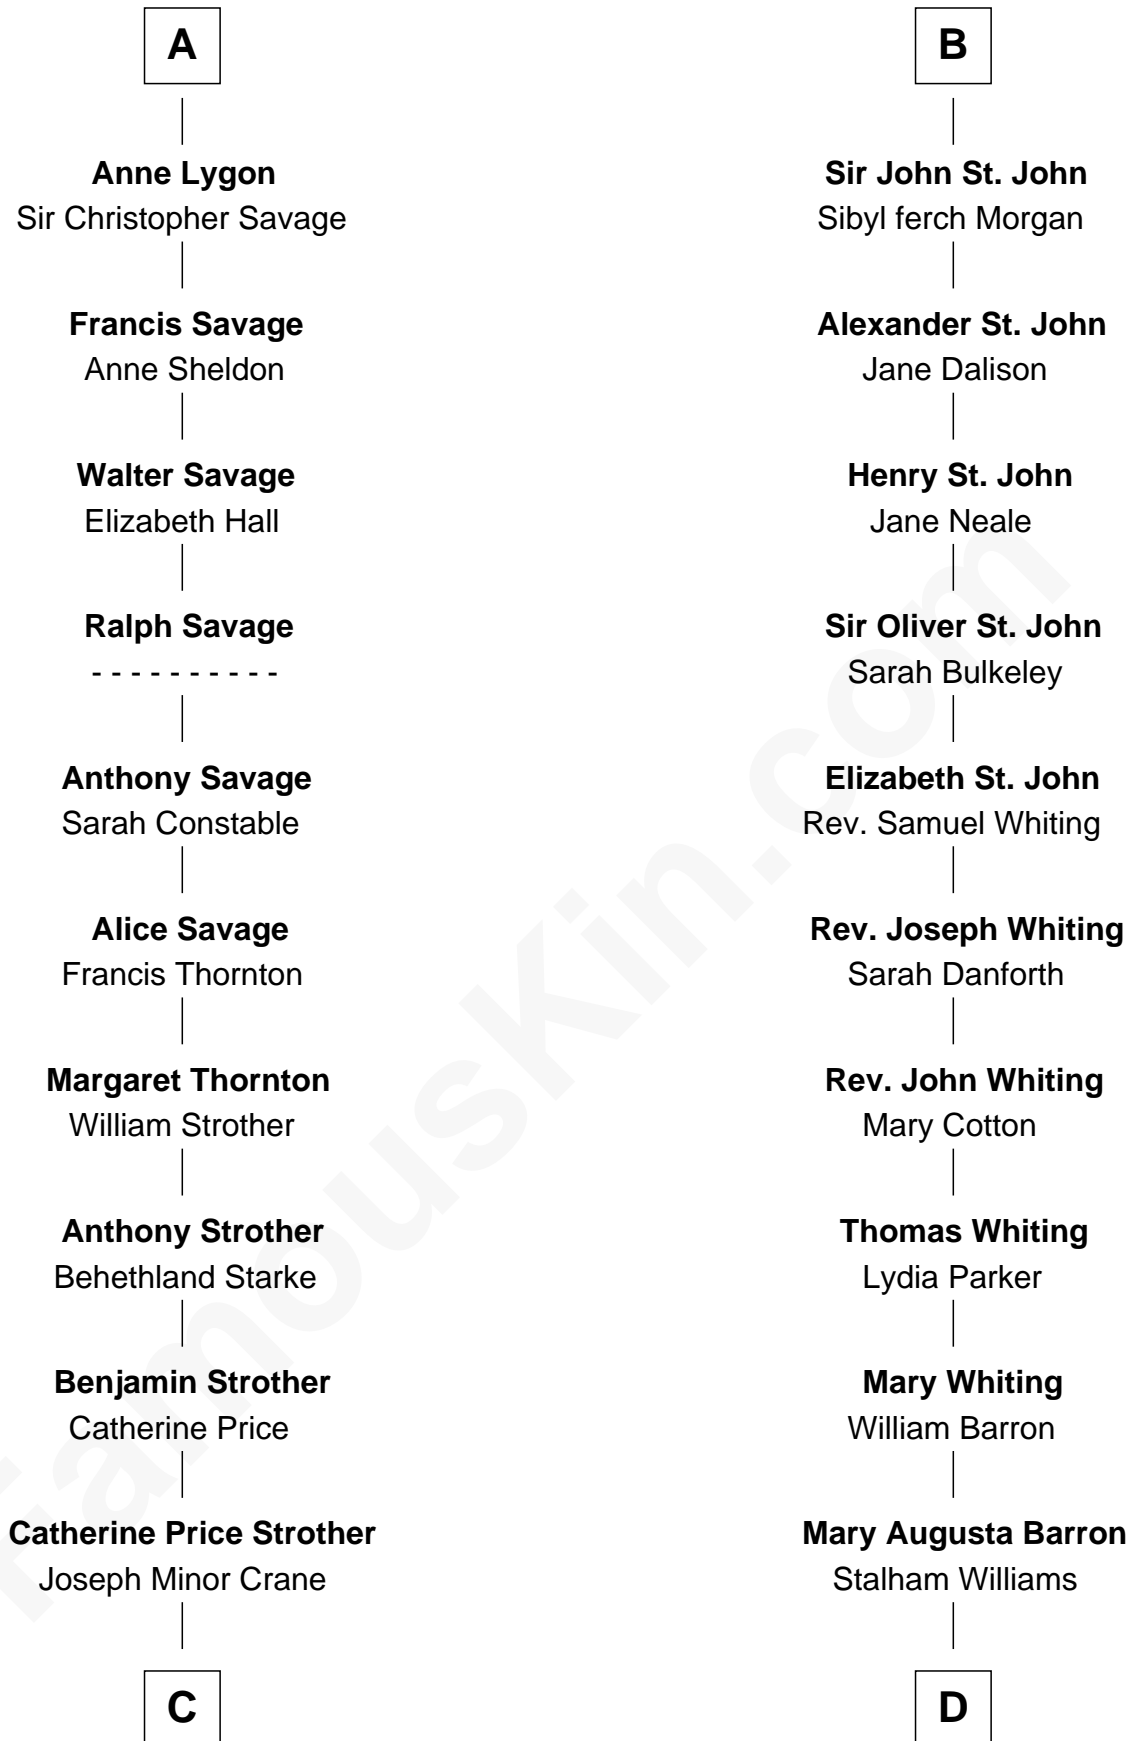 A
Anne Lygon
Sir Christopher Savage
Francis Savage
Anne Sheldon
Walter Savage
Elizabeth Hall
Ralph Savage
- - - - - - - - - -
Anthony Savage
Sarah Constable
Alice Savage
Francis Thornton
Margaret Thornton
William Strother
Anthony Strother
Behethland Starke
Benjamin Strother
Catherine Price
Catherine Price Strother
Joseph Minor Crane
C
B
Sir John St. John
Sibyl ferch Morgan
Alexander St. John
Jane Dalison
Henry St. John
Jane Neale
Sir Oliver St. John
Sarah Bulkeley
Elizabeth St. John
Rev. Samuel Whiting
Rev. Joseph Whiting
Sarah Danforth
Rev. John Whiting
Mary Cotton
Thomas Whiting
Lydia Parker
Mary Whiting
William Barron
Mary Augusta Barron
Stalham Williams
D
FamousKin.com